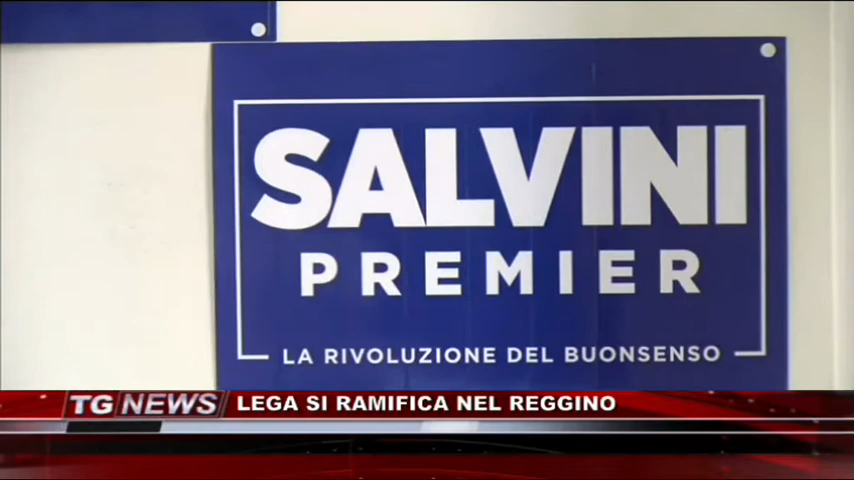 SALVINI
PREMIER
LA RIVOLUZIONE DEL BUONSENSO
TG NEWS LEGA SI RAMIFICA NEL REGGINO